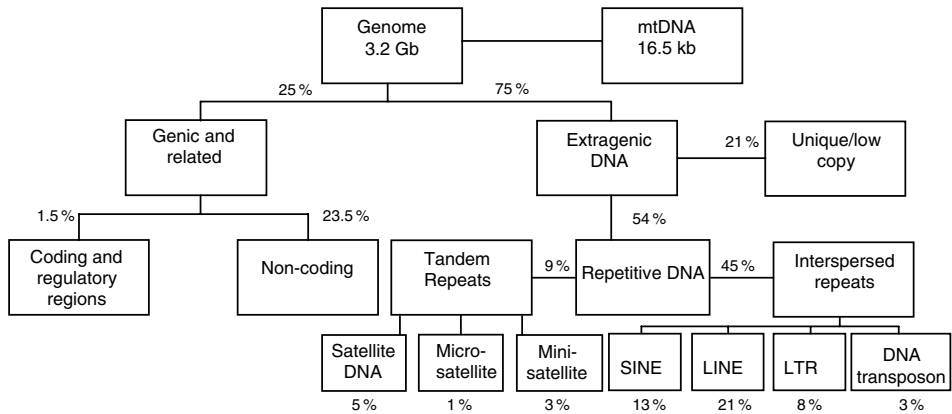 Genome
3.2 Gb
mtDNA
16.5 kb
25 %
75 %
Genic and
related
Extragenic
DNA
21 %
Unique/low
copy
1.5 %
23.5 %
54 %
Coding and
regulatory
regions
Non-coding
Tandem
Repeats
9 %
Repetitive DNA
45 %
Interspersed
repeats
Satellite
DNA
Micro-
satellite
Mini-
satellite
SINE
LINE
LTR
DNA
transposon
5 %
1 %
3 %
13 %
21 %
8 %
3 %